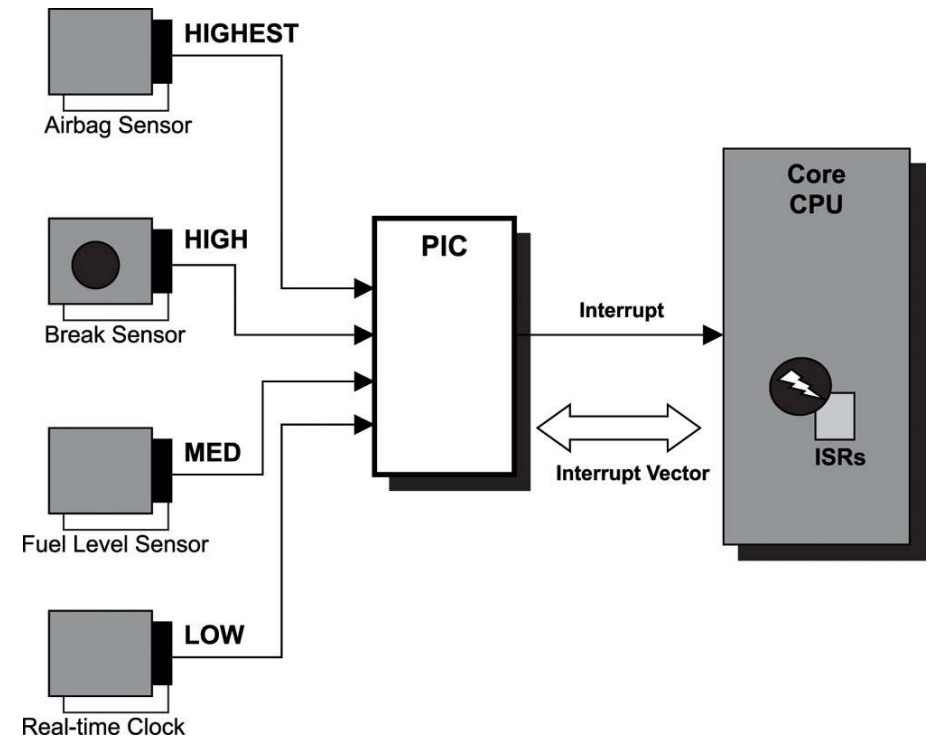 HIGHEST
Airbag Sensor
HIGH
Break Sensor
MED
Fuel Level Sensor
LOW
Real-time Clock
PIC
Interrupt
Interrupt Vector
Core
CPU
ISRs